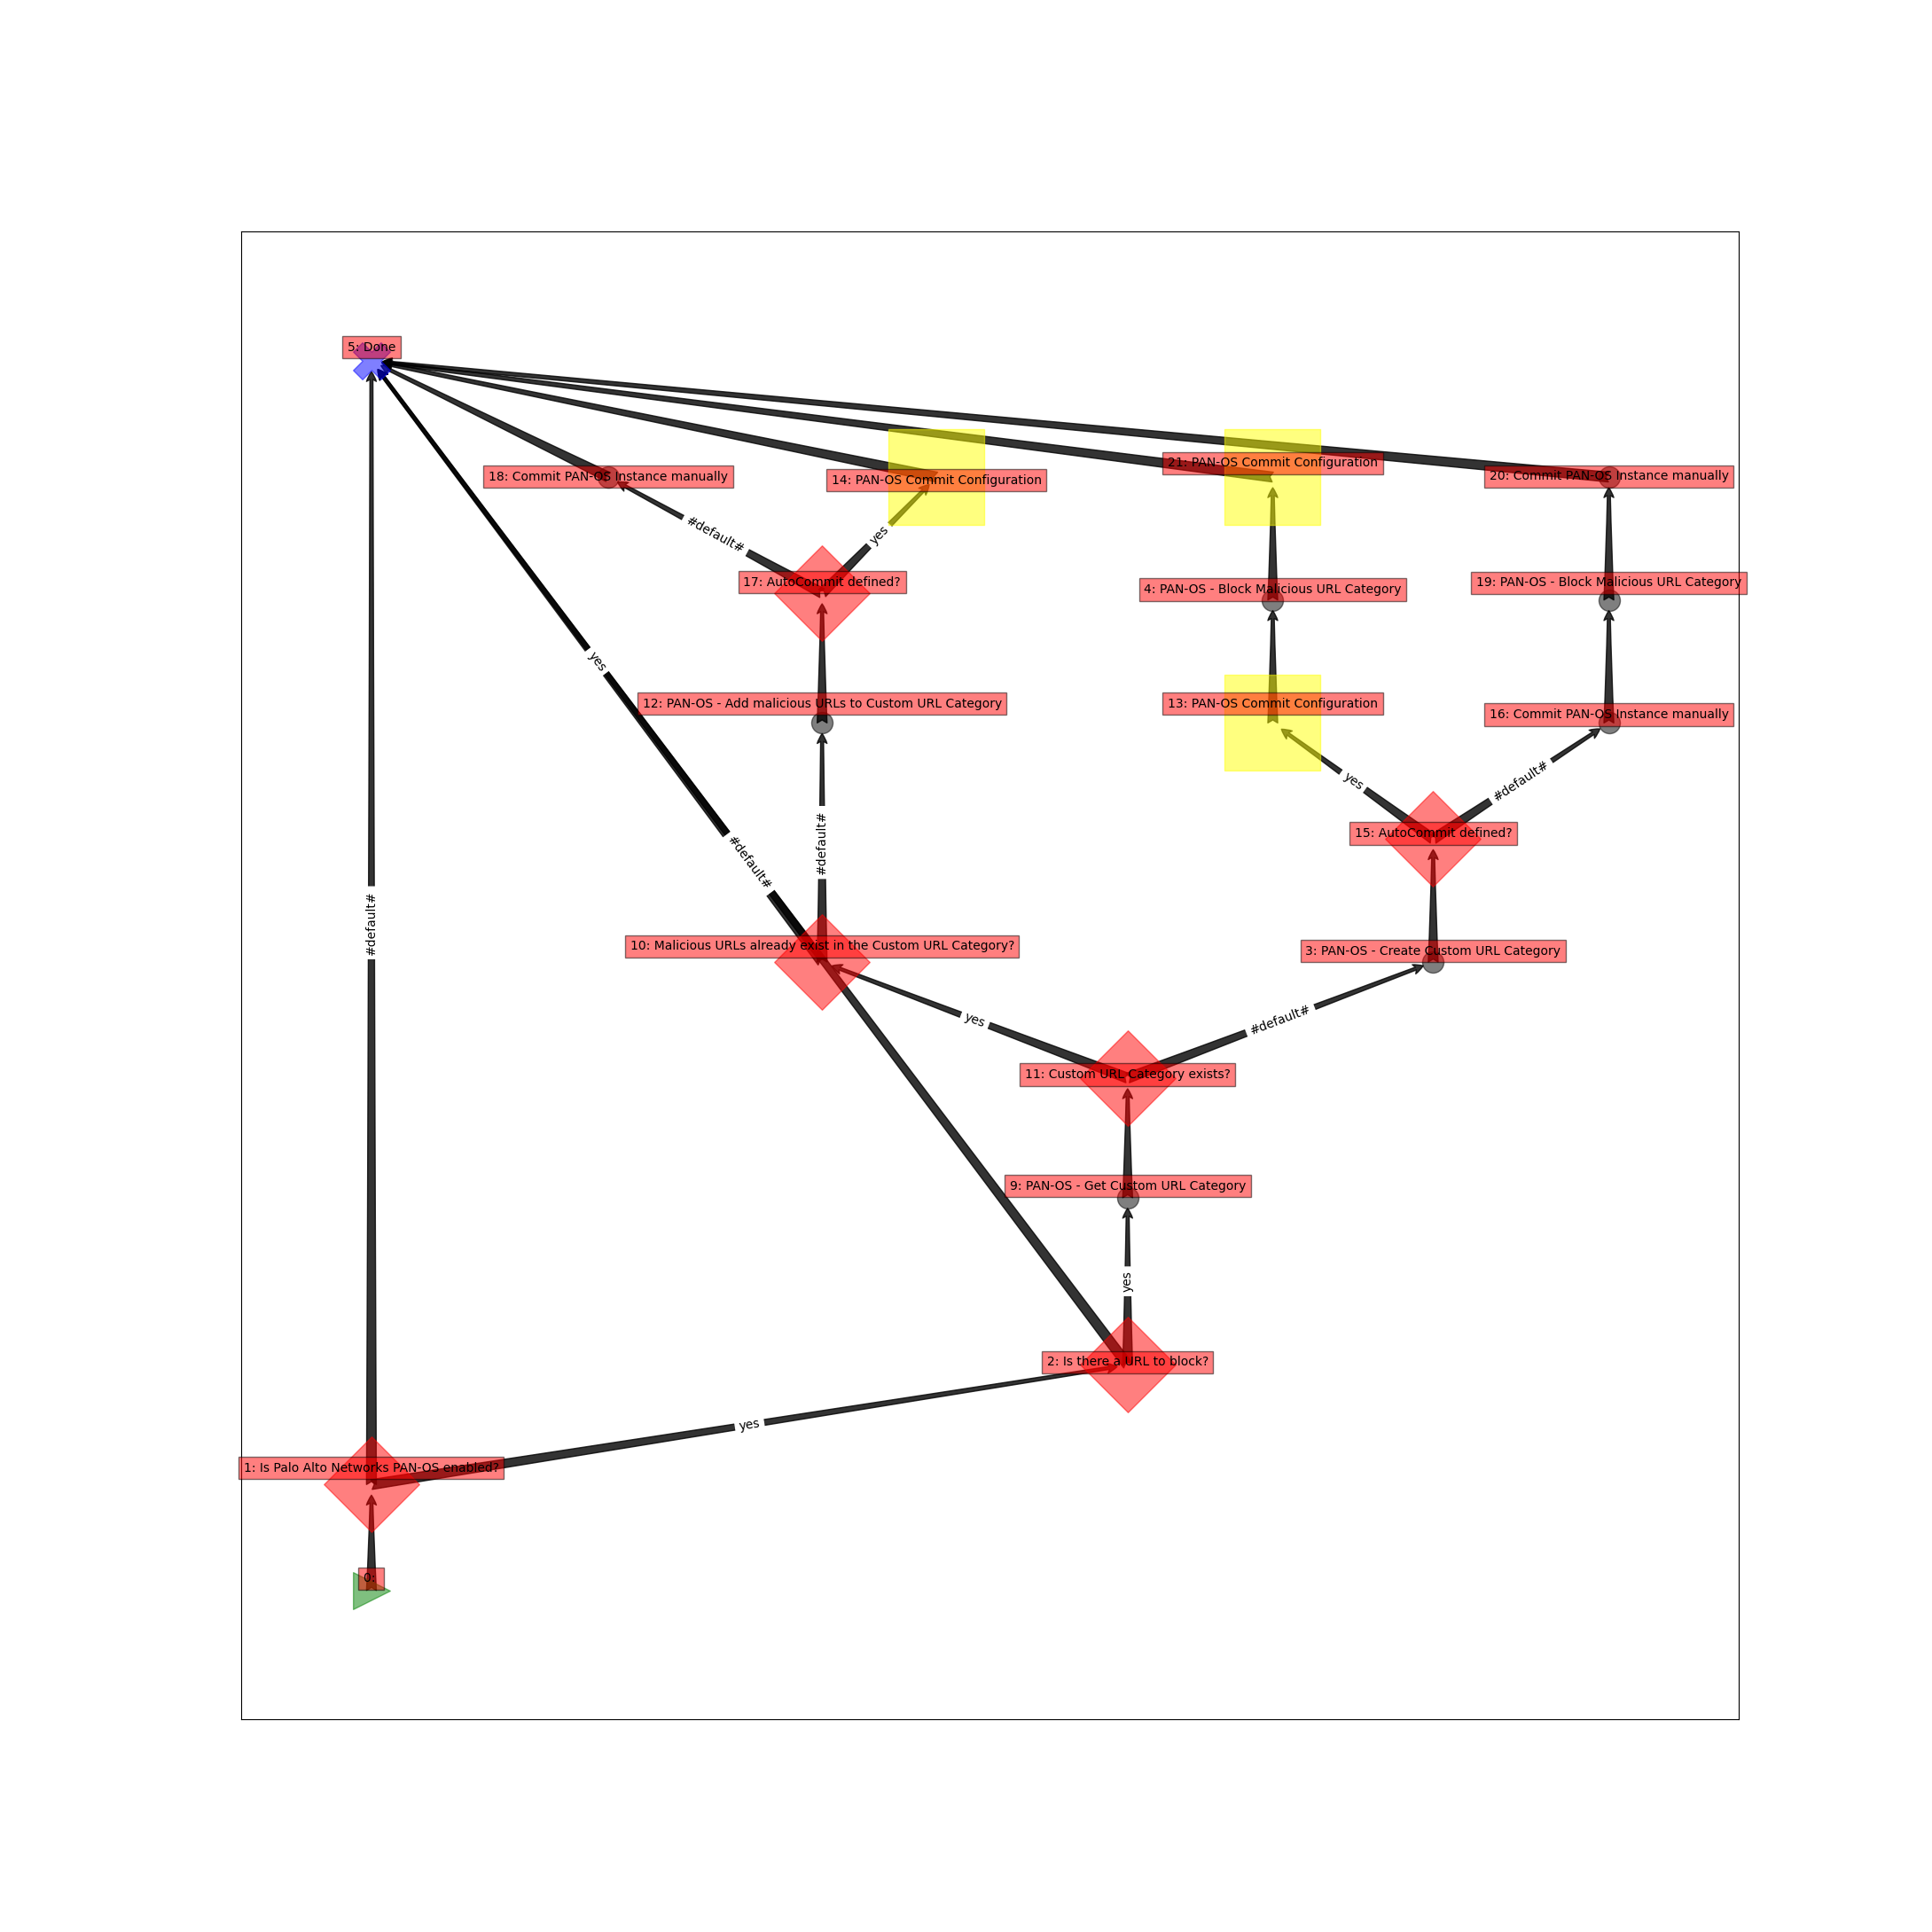 5: Done
21: PAN-OS Commit Configuration
18: Commit PAN-OS Instance manually
14: PAN-OS Commit Configuration
20: Commit PAN-OS Instance manually
#default#
yes
17: AutoCommit defined?
4: PAN-OS - Block Malicious URL Category
19: PAN-OS - Block Malicious URL Category
yes
12: PAN-OS - Add malicious URLs to Custom URL Category
13: PAN-OS Commit Configuration
16: Commit PAN-OS Instance manually
yes
#default#
15: AutoCommit defined?
#default#
#default#
#default#
10: Malicious URLs already exist in the Custom URL Category?
3: PAN-OS - Create Custom URL Category
yes
#default#
11: Custom URL Category exists?
9: PAN-OS - Get Custom URL Category
yes
2: Is there a URL to block?
yes
1: Is Palo Alto Networks PAN-OS enabled?
0: